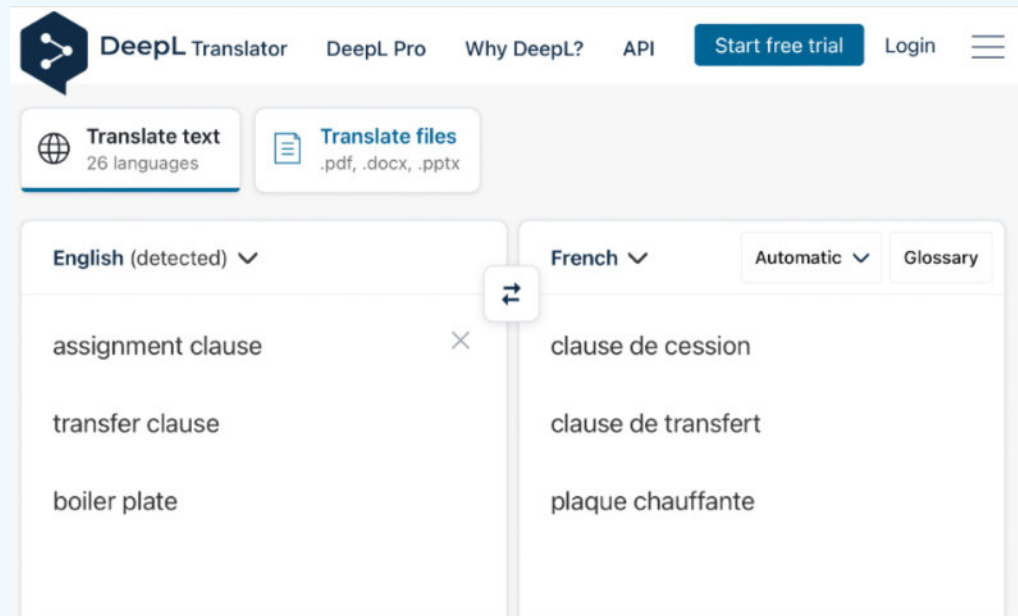 DeepL Translator DeepL Pro Why DeepL? API Start free trial Login
Translate text
26 languages
Translate files
.pdf, .docx, .pptx
English (detected)
French Automatic Glossary
assignment clause
transfer clause
boiler plate
clause de cession
clause de transfert
plaque chauffante